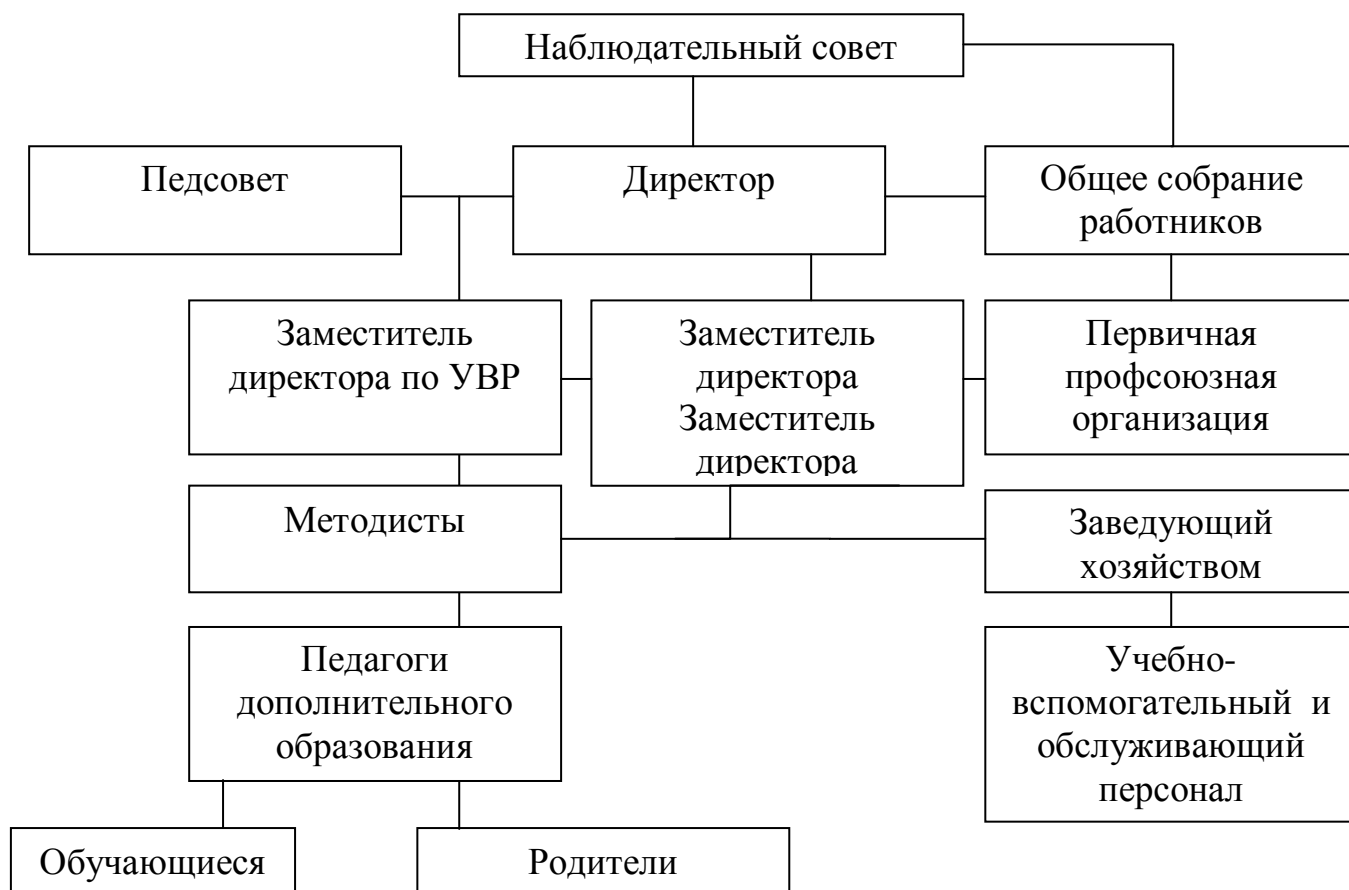 Наблюдательный совет
Педсовет
Директор
Общее собрание
работников
Заместитель
директора по УВР
Заместитель
директора
Заместитель
директора
Первичная
профсоюзная
организация
Методисты
Заведующий
хозяйством
Педагоги
дополнительного
образования
Учебно-
вспомогательный и
обслуживающий
персонал
Обучающиеся
Родители